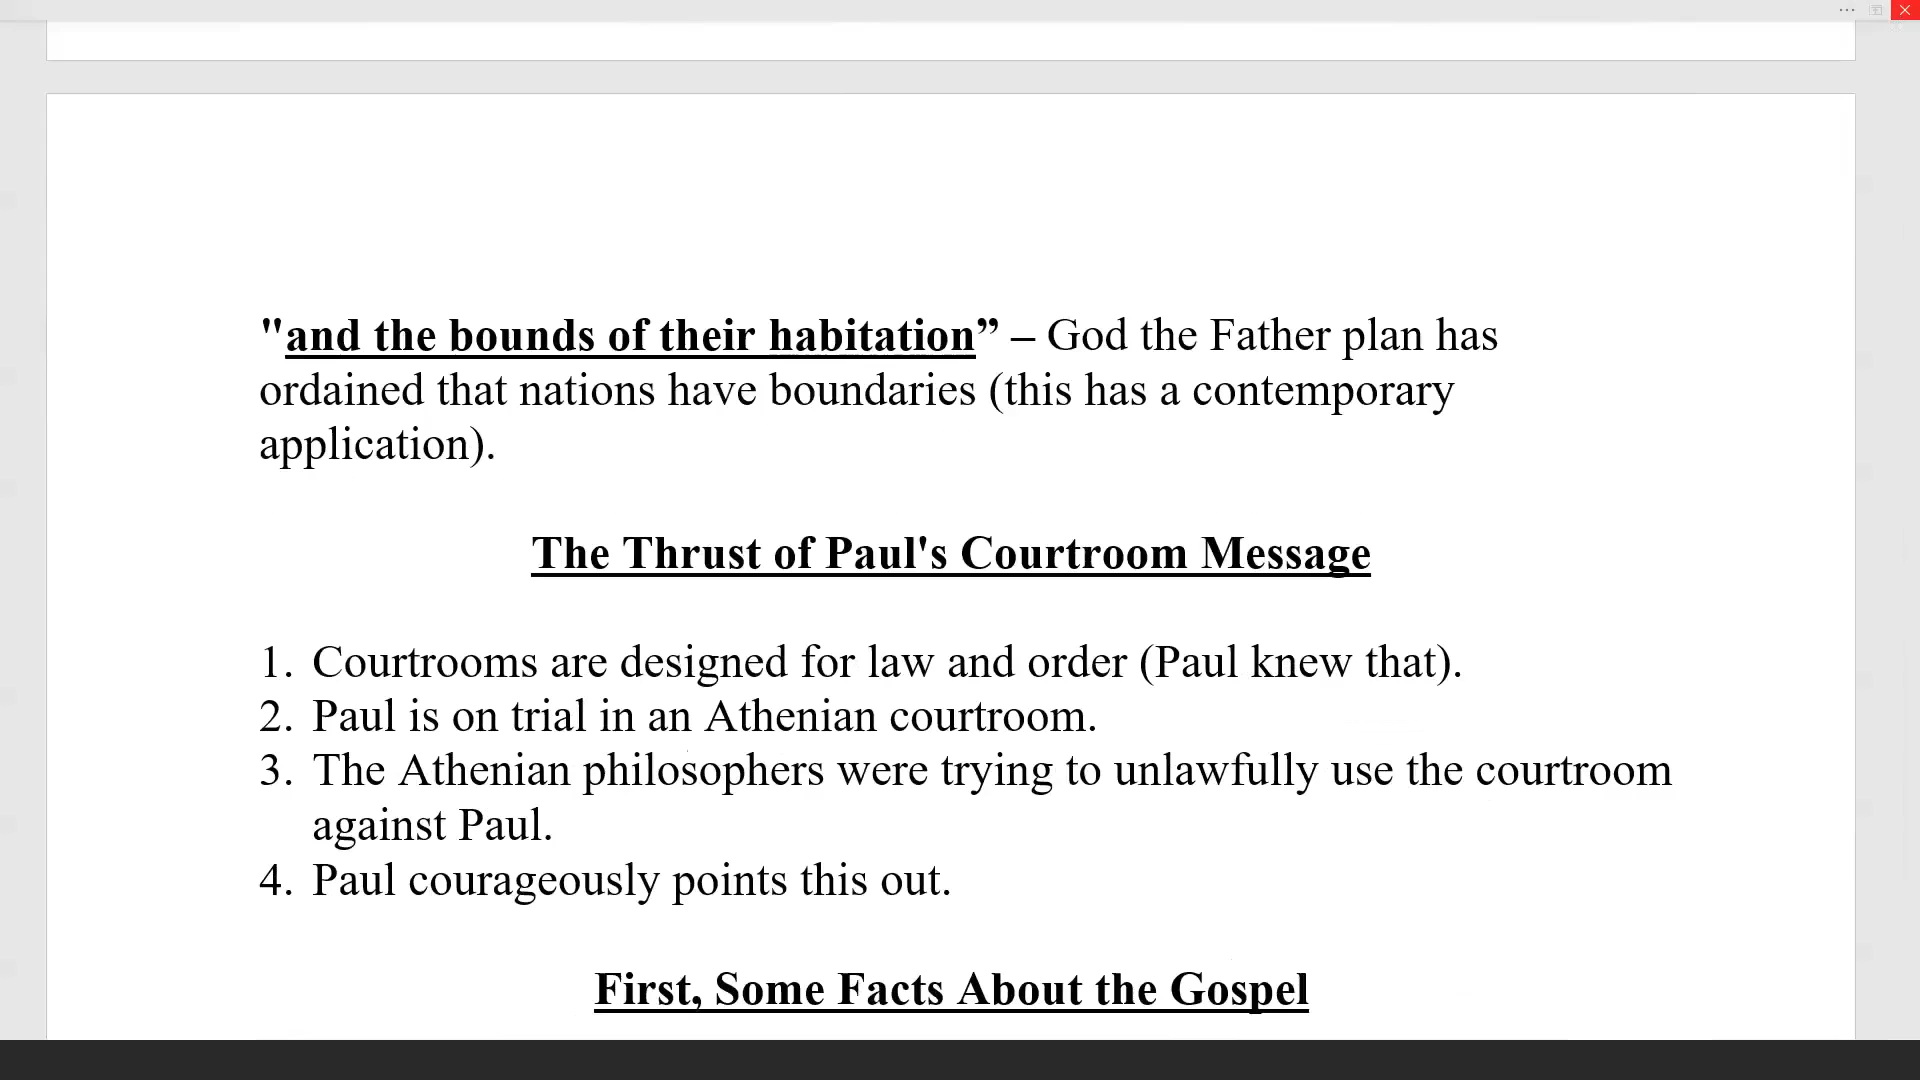 "and the bounds of their habitation” – God the Father plan has
ordained that nations have boundaries (this has a contemporary
application).
The Thrust of Paul's Courtroom Message
1. Courtrooms are designed for law and order (Paul knew that).
2. Paul is on trial in an Athenian courtroom.
3. The Athenian philosophers were trying to unlawfully use the courtroom
against Paul.
4. Paul courageously points this out.
First, Some Facts About the Gospel